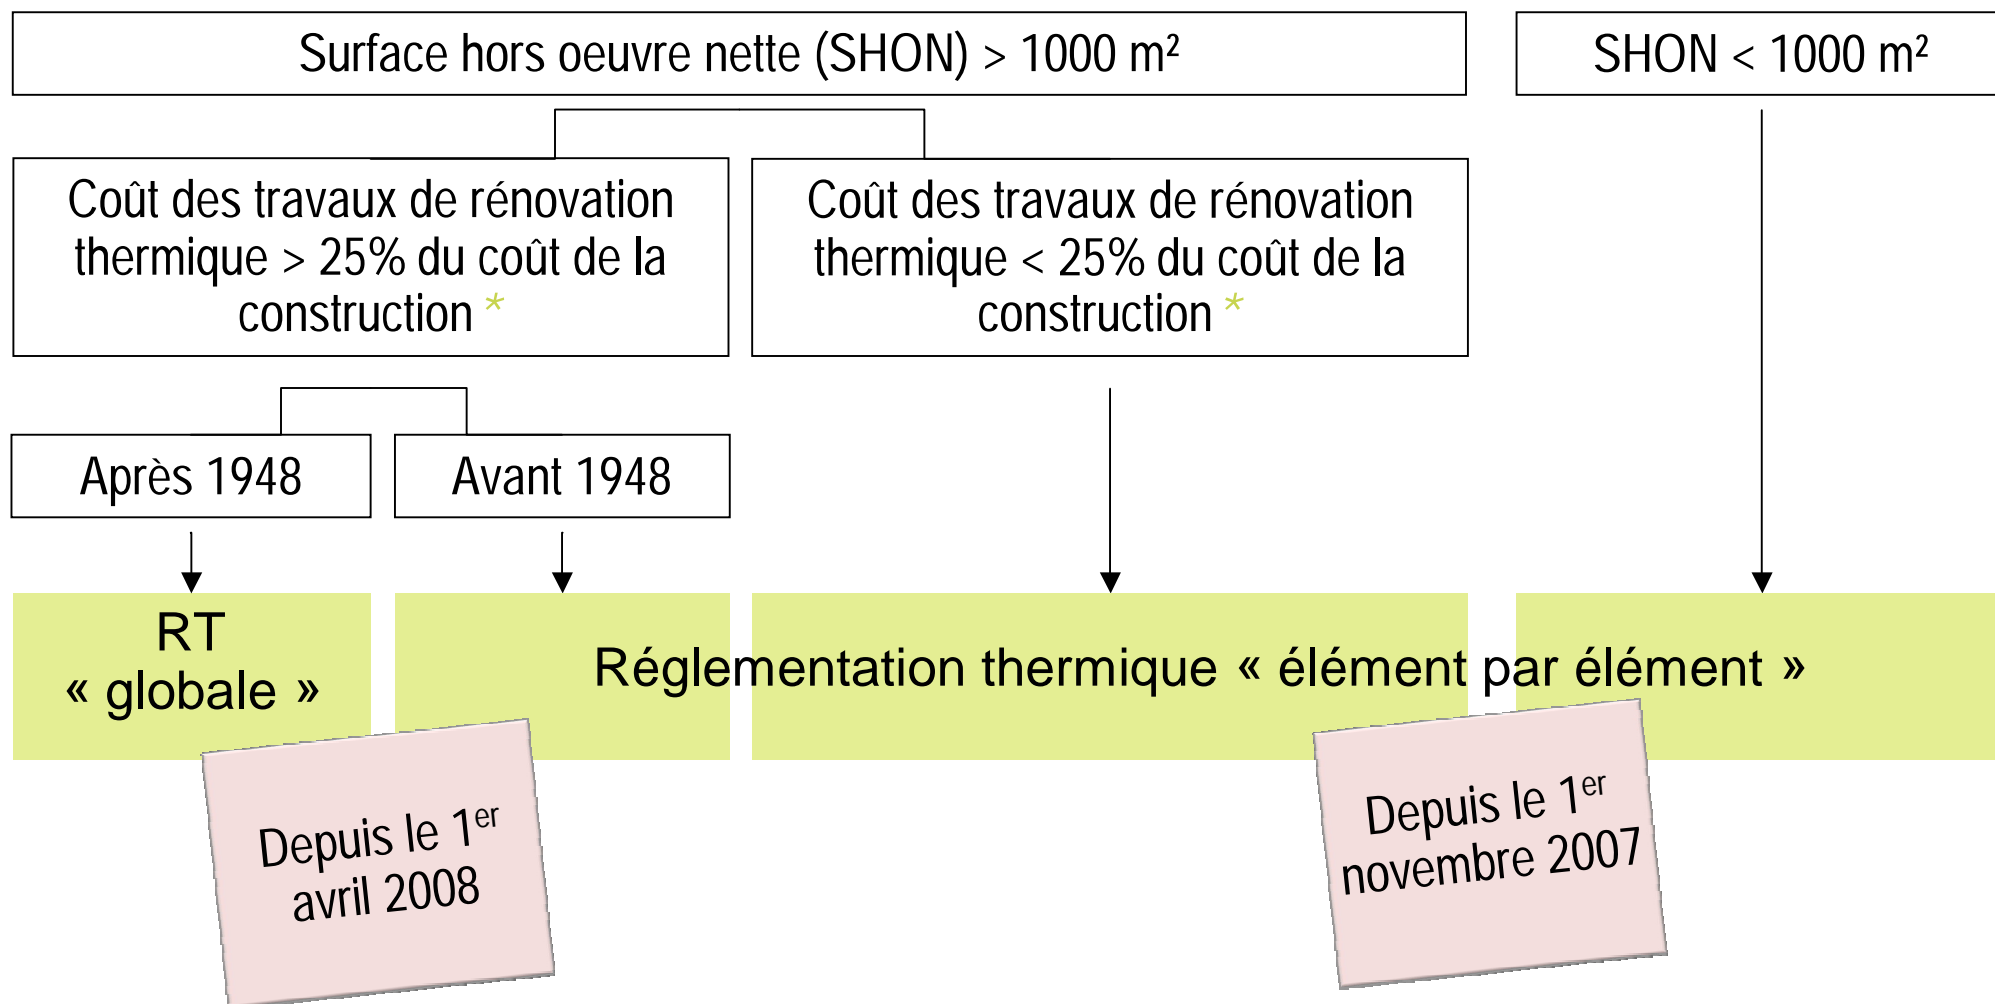 Surface hors oeuvre nette (SHON) > 1000 m²
SHON < 1000 m²
Coût des travaux de rénovation
thermique > 25% du coût de la
construction *
Coût des travaux de rénovation
thermique < 25% du coût de la
construction *
Après 1948
Avant 1948
RT
« globale »
Réglementation thermique « élément par élément »
Depuis le 1er
avril 2008
Depuis le 1er
novembre 2007